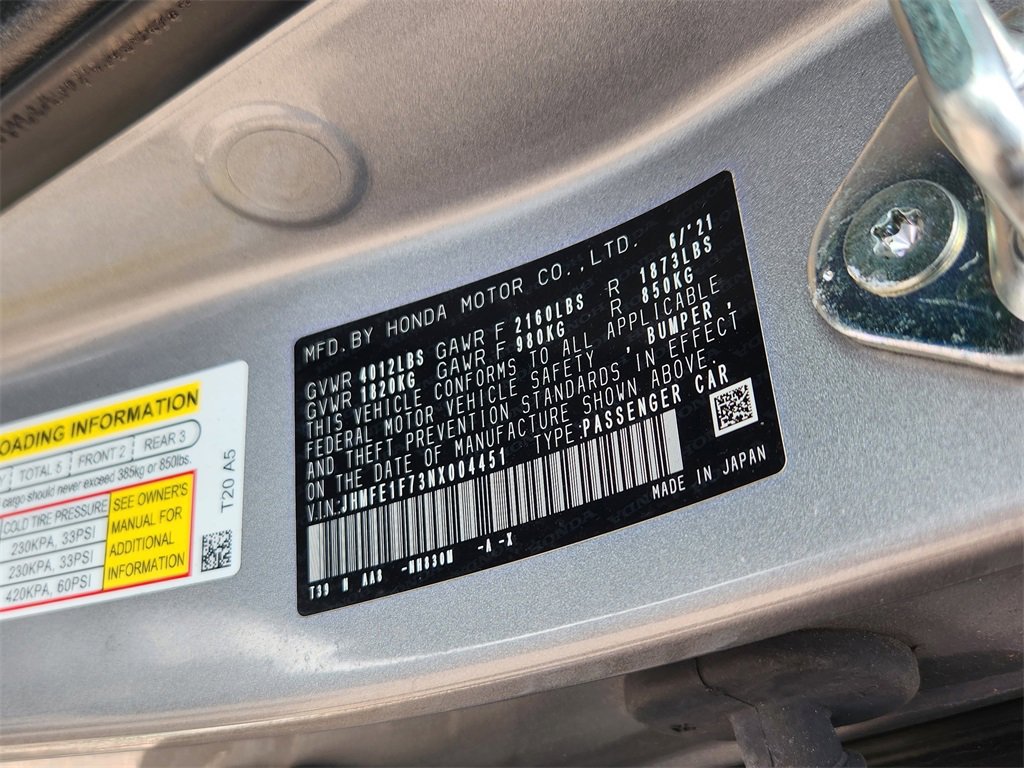 MFD. BY HONDA MOTOR CO., LTD. 6/'21
GVWR 4012LBS GAWR F 2160LBS R 1873LBS
GVWR 1820KG GAWR F 980KG R 850KG
THIS VEHICLE CONFORMS TO ALL APPLICABLE
FEDERAL MOTOR VEHICLE SAFETY , BUMPER ,
AND THEFT PREVENTION STANDARDS IN EFFECT
ON THE DATE OF MANUFACTURE SHOWN ABOVE.
V.I.N: JHMFE1F73NX004451 TYPE: PASSENGER CAR
MADE IN JAPAN
T39 N AA6 -NH830M -A -X
OADING INFORMATION
TOTAL 5 FRONT 2 REAR 3
cargo should never exceed 385kg or 850lbs.
COLD TIRE PRESSURE
230KPA, 33PSI
230KPA, 33PSI
420KPA, 60PSI
SEE OWNER'S
MANUAL FOR
ADDITIONAL
INFORMATION
T20 A5